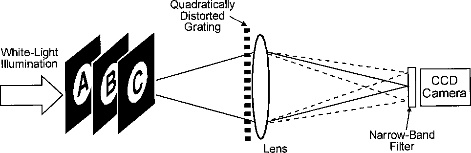 Quadratically
Distorted
Grating
White-Light
Illumination
A B C
CCD
Camera
Lens
Narrow-Band
Filter